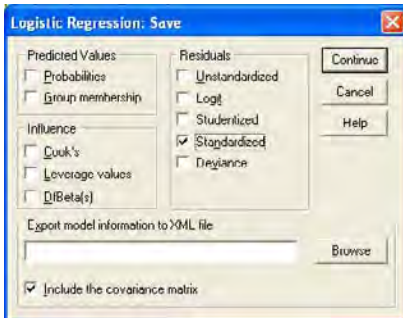 Logistic Regression: Save
Predicted Values
Probabilities
Group membership
Influence
Cook's
Leverage values
DfBeta(s)
Residuals
Unstandardized
Logit
Studentized
Standardized
Deviance
Continue
Cancel
Help
Export model information to XML file
Browse
Include the covariance matrix